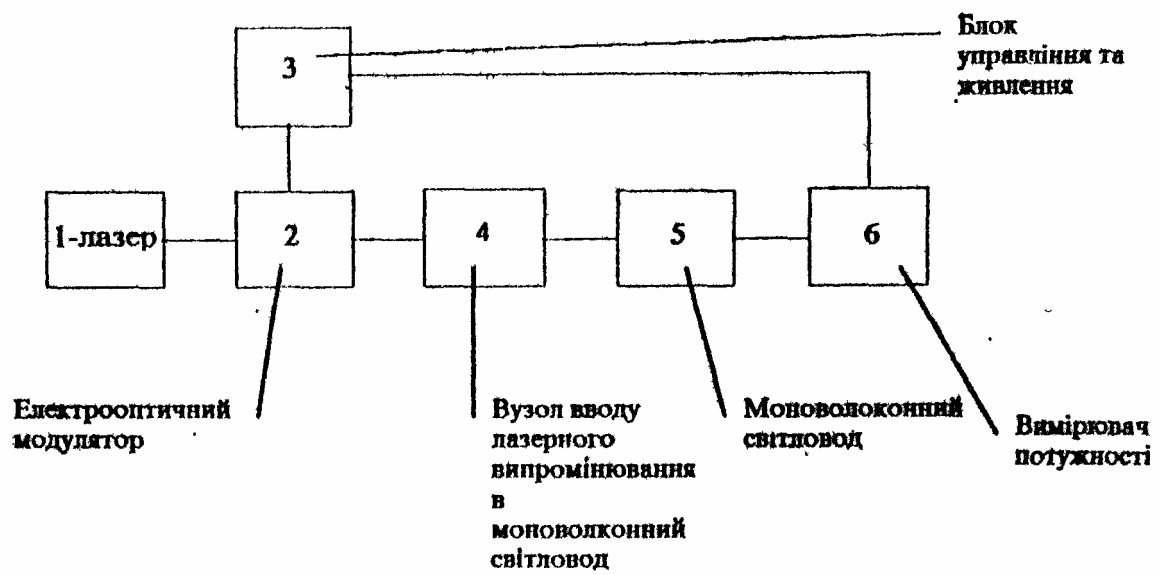 3
Блок
управління та
живлення
1-лазер
2
4
5
6
Електрооптичний
модулятор
Вузол вводу
лазерного
випромінювання
в
моноволконний
світловод
Моноволоконний
світловод
Вимірювач
потужності